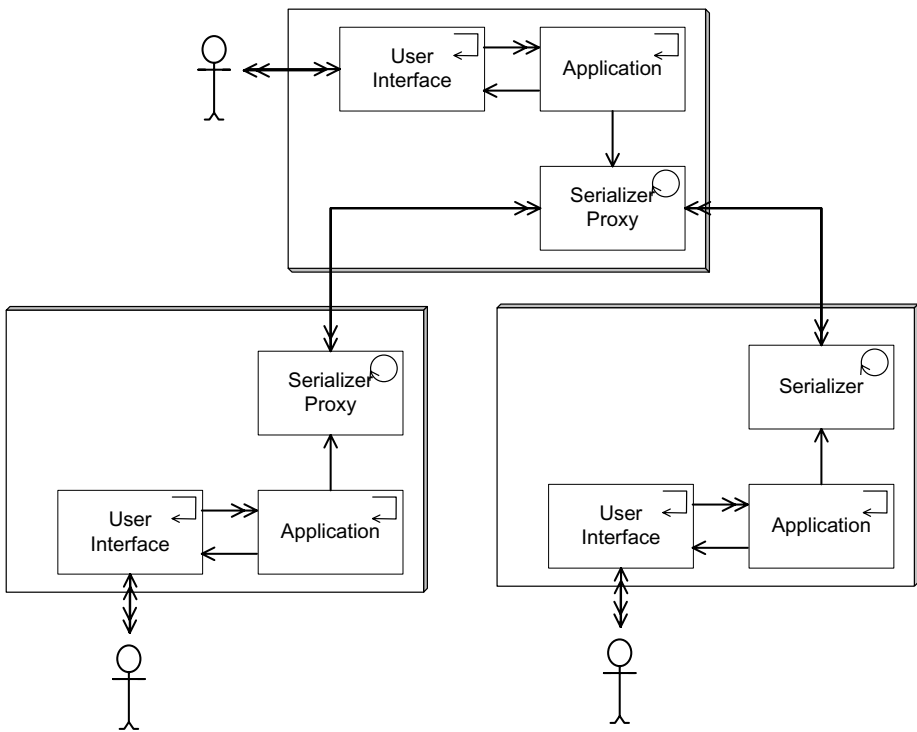 User
Interface
Application
Serializer
Proxy
Serializer
Proxy
User
Interface
Application
Serializer
User
Interface
Application